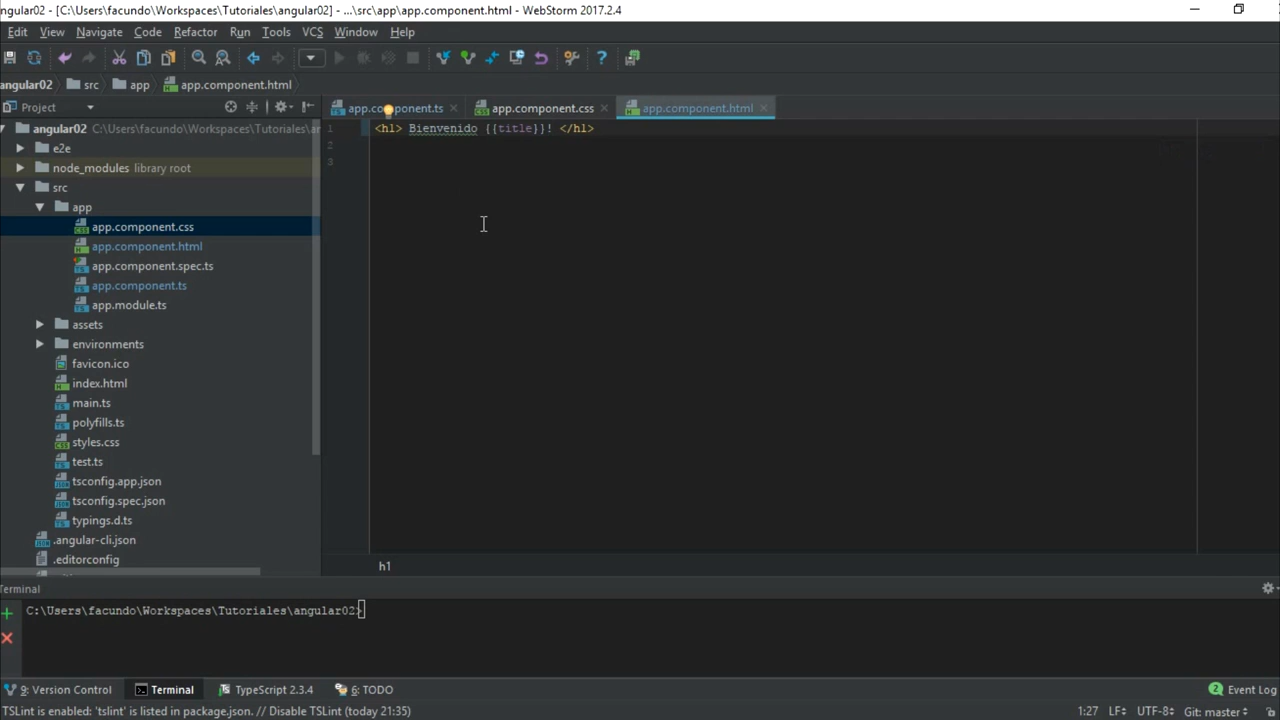 ngular02 - [C:\Users\facundo\Workspaces\Tutoriales\angular02] - ...\src\app\app.component.html - WebStorm 2017.2.4
Edit View Navigate Code Refactor Run Tools VCS Window Help
angular02 src app app.component.html
Project
app.component.ts app.component.css app.component.html
angular02 C:\Users\facundo\Workspaces\Tutoriales\an
e2e
node_modules library root
src
app
app.component.css
app.component.html
app.component.spec.ts
app.component.ts
app.module.ts
assets
environments
favicon.ico
index.html
main.ts
polyfills.ts
styles.css
test.ts
tsconfig.app.json
tsconfig.spec.json
typings.d.ts
.angular-cli.json
.editorconfig
1 <h1> Bienvenido {{title}}! </h1>
2
3
h1
Terminal
C:\Users\facundo\Workspaces\Tutoriales\angular02>
9: Version Control Terminal TypeScript 2.3.4 6: TODO 2 Event Log
TSLint is enabled: 'tslint' is listed in package.json. // Disable TSLint (today 21:35) 1:27 LF÷ UTF-8÷ Git: master÷